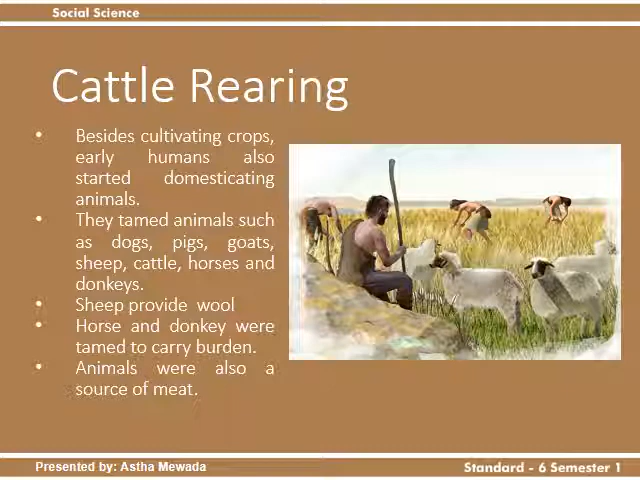 Social Science
Cattle Rearing
• Besides cultivating crops,
early humans also
started domesticating
animals.
• They tamed animals such
as dogs, pigs, goats,
sheep, cattle, horses and
donkeys.
• Sheep provide wool
• Horse and donkey were
tamed to carry burden.
• Animals were also a
source of meat.
Presented by: Astha Mewada
Standard - 6 Semester 1